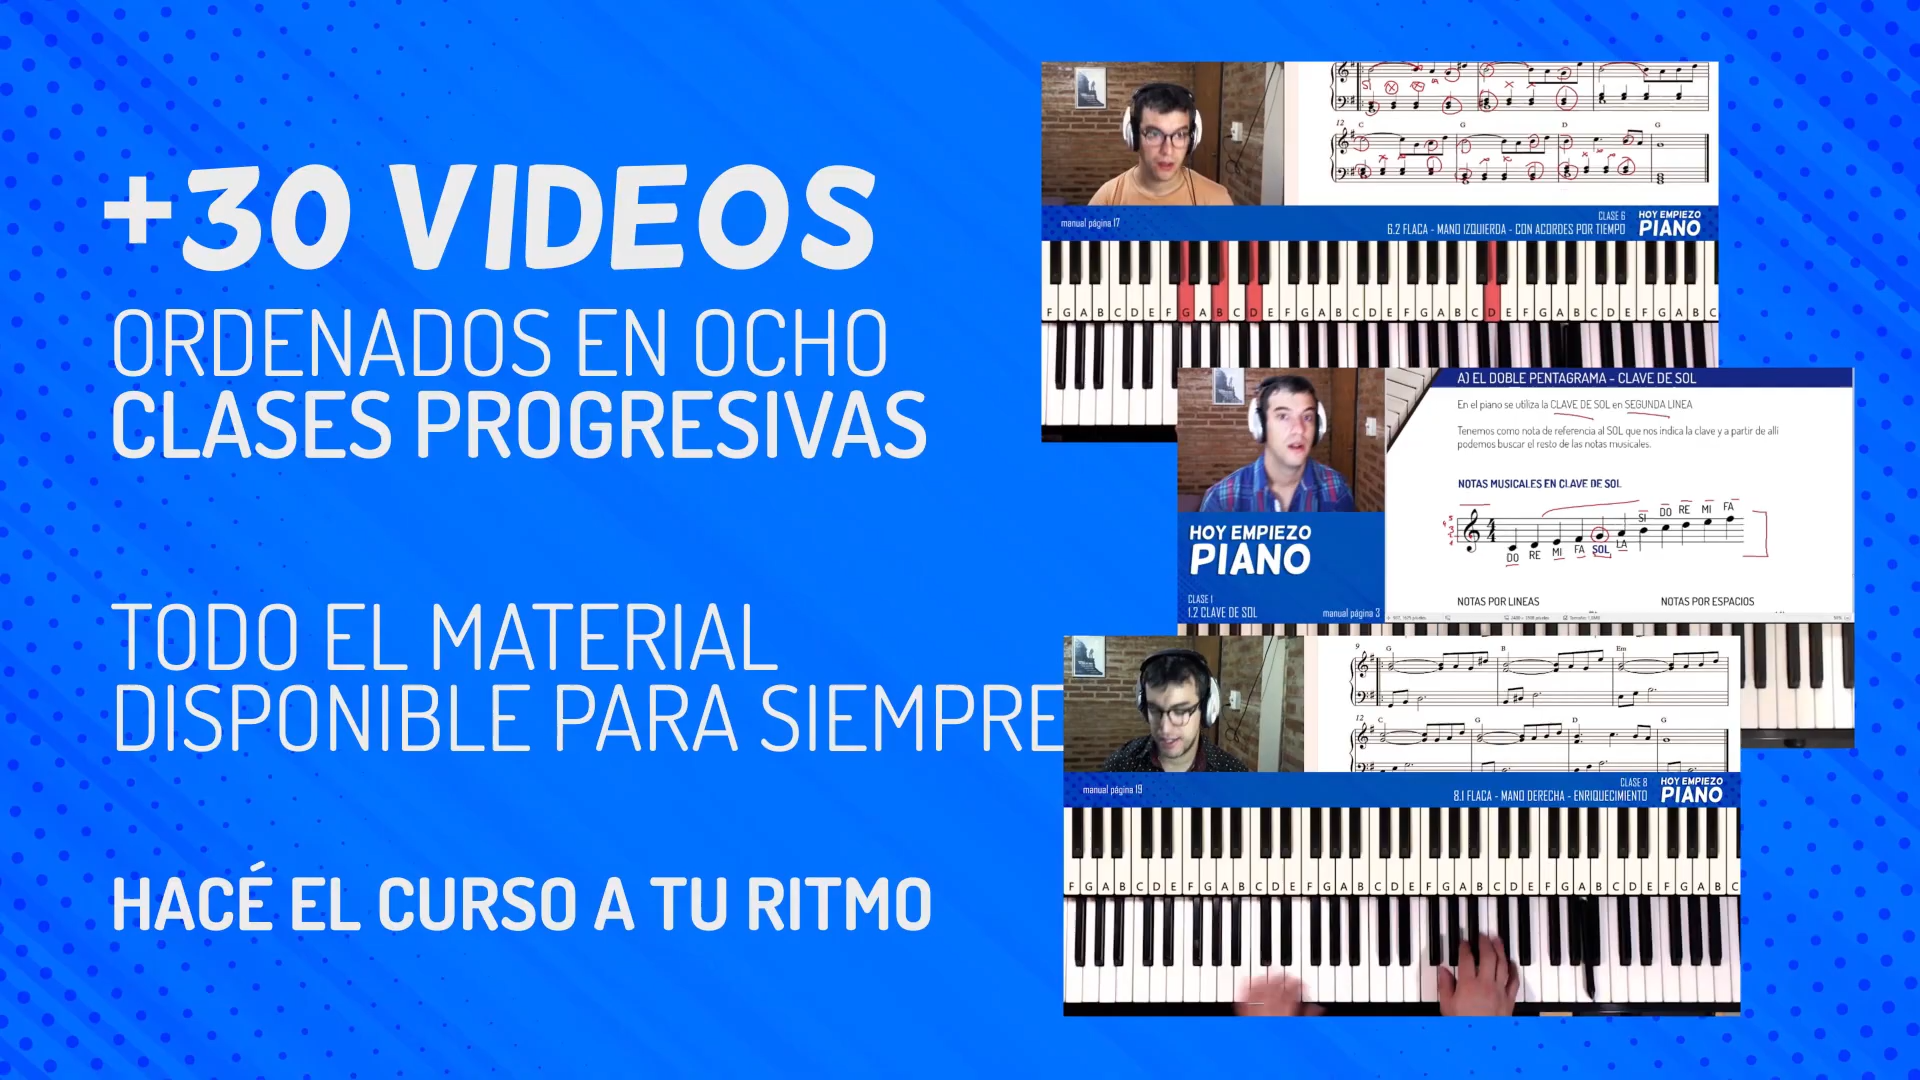 +30 VIDEOS
ORDENADOS EN OCHO
CLASES PROGRESIVAS
TODO EL MATERIAL
DISPONIBLE PARA SIEMPRE
HACÉ EL CURSO A TU RITMO
12
C G D G
manual página 17
CLASE 6
6.2 FLACA - MANO IZQUIERDA - CON ACORDES POR TIEMPO
HOY EMPIEZO
PIANO
F G A B C D E F G A B C D E F G A B C D E F G A B C D E F G A B C D E F G A B C
A) EL DOBLE PENTAGRAMA - CLAVE DE SOL
En el piano se utiliza la CLAVE DE SOL en SEGUNDA LINEA
Tenemos como nota de referencia al SOL que nos indica la clave y a partir de allí
podemos buscar el resto de las notas musicales.
NOTAS MUSICALES EN CLAVE DE SOL
DO RE MI FA SOL LA SI DO RE MI FA
NOTAS POR LINEAS
NOTAS POR ESPACIOS
HOY EMPIEZO
PIANO
CLASE 1
1.2 CLAVE DE SOL
manual página 3
9
G B Em
12
C G D G
manual página 19
CLASE 8
8.1 FLACA - MANO DERECHA - ENRIQUECIMIENTO
HOY EMPIEZO
PIANO
F G A B C D E F G A B C D E F G A B C D E F G A B C D E F G A B C D E F G A B C